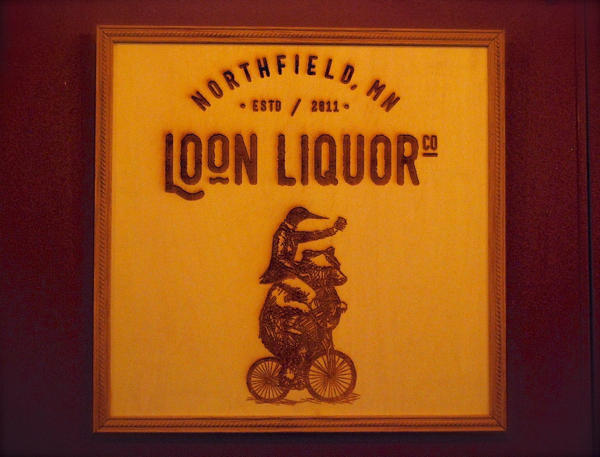 NORTHFIELD, MN
• ESTD / 2011 •
LOON LIQUOR CO